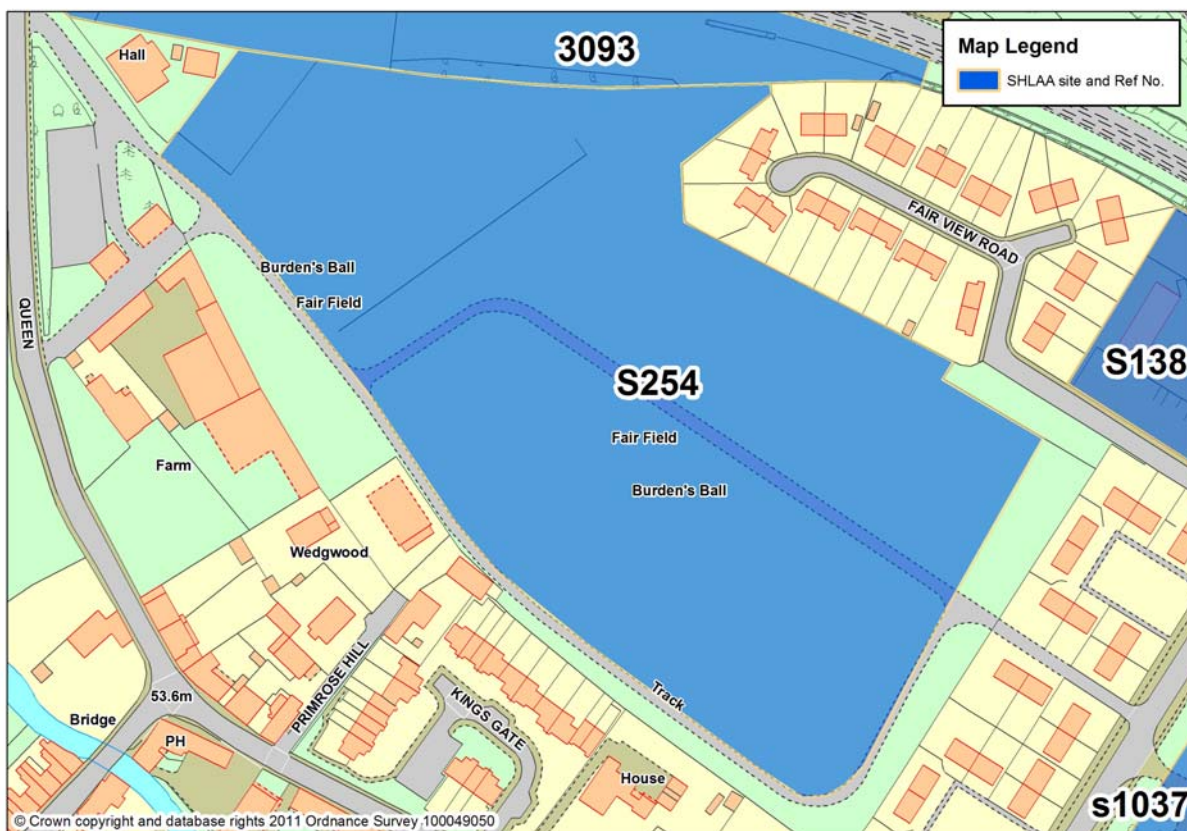 3093
Map Legend
SHLAA site and Ref No.
Hall
FAIR VIEW ROAD
Burden's Ball
Fair Field
QUEEN
S254
S138
Fair Field
Burden's Ball
Farm
Wedgwood
PRIMROSE HILL
KINGS GATE
Track
53.6m
Bridge
PH
House
s1037
© Crown copyright and database rights 2011 Ordnance Survey 100049050